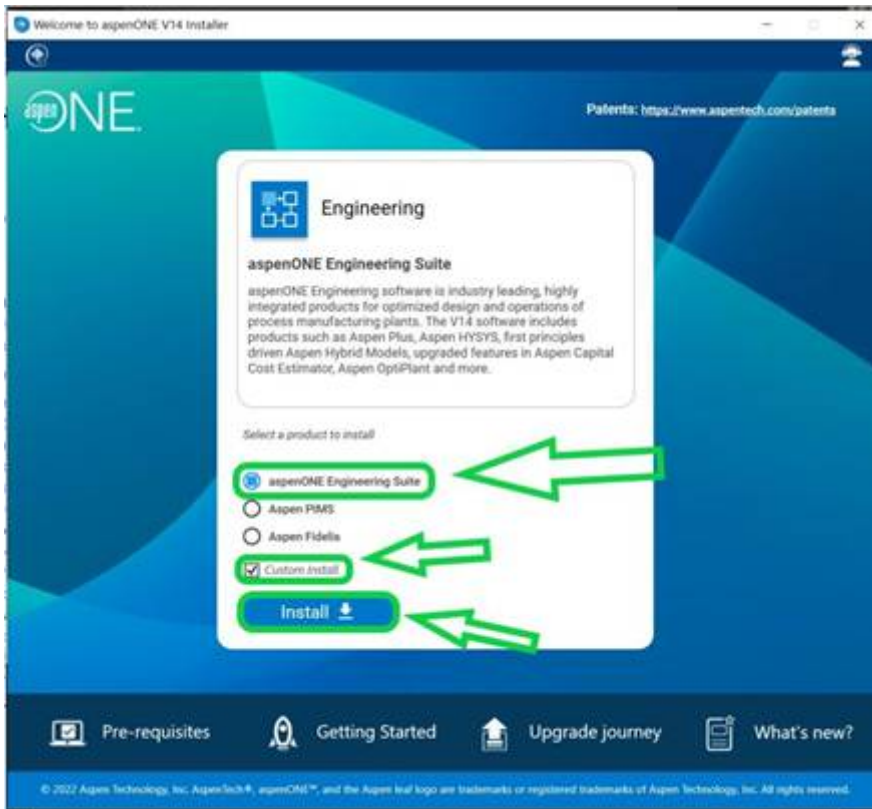 Welcome to aspenONE V14 Installer
aspenONE.
Patents: https://www.aspentech.com/patents
Engineering
aspenONE Engineering Suite
aspenONE Engineering software is industry leading, highly
integrated products for optimized design and operations of
process manufacturing plants. The V14 software includes
products such as Aspen Plus, Aspen HYSYS, first principles
driven Aspen Hybrid Models, upgraded features in Aspen Capital
Cost Estimator, Aspen OptiPlant and more.
Select a product to install
aspenONE Engineering Suite
Aspen PIMS
Aspen Fidelis
Custom Install
Install
Pre-requisites
Getting Started
Upgrade journey
What's new?
© 2022 Aspen Technology, Inc. AspenTech®, aspenONE™, and the Aspen leaf logo are trademarks or registered trademarks of Aspen Technology, Inc. All rights reserved.